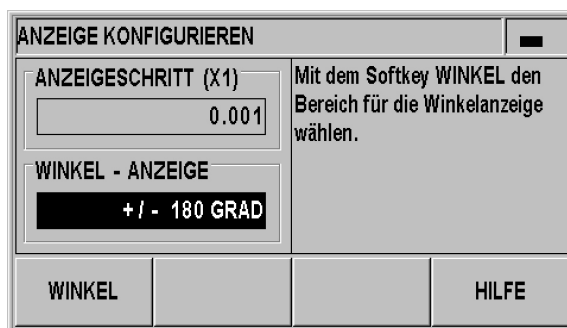 ANZEIGE KONFIGURIEREN
ANZEIGESCHRITT (X1)
0.001
WINKEL - ANZEIGE
+ / - 180 GRAD
Mit dem Softkey WINKEL den
Bereich für die Winkelanzeige
wählen.
WINKEL
HILFE